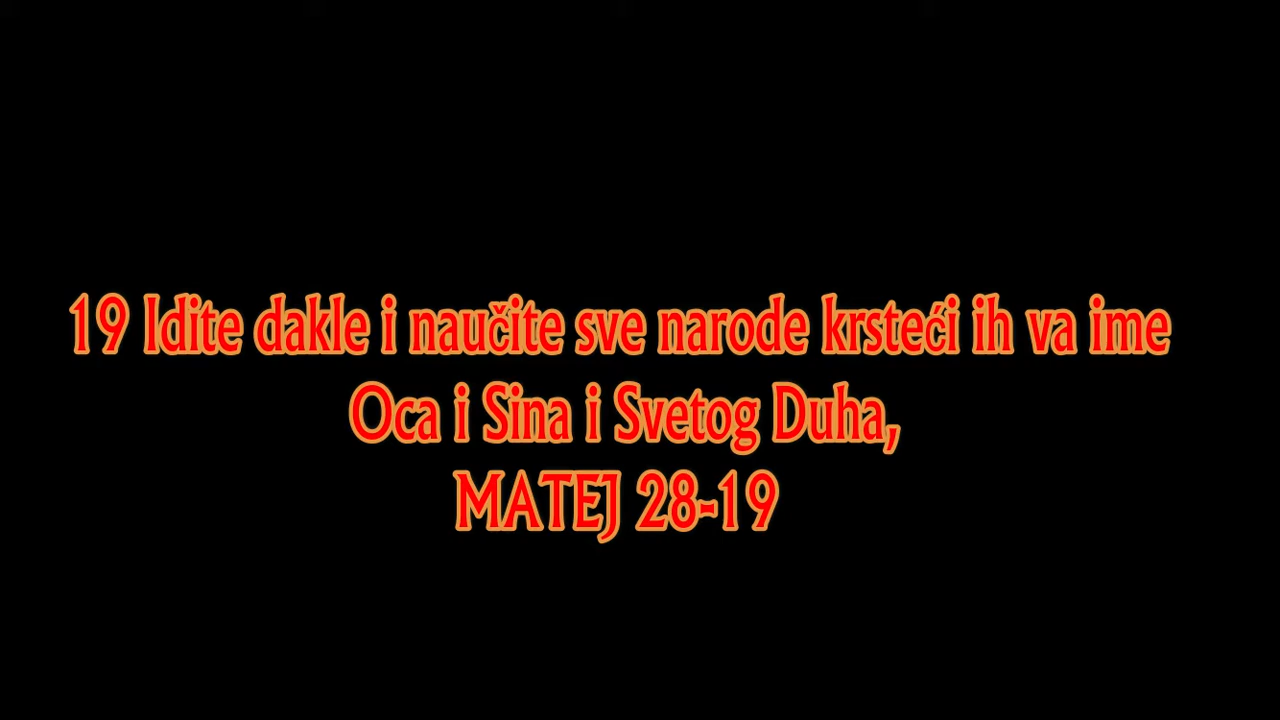 19 Idite dakle i naučite sve narode krsteći ih va ime
Oca i Sina i Svetog Duha,
MATEJ 28-19